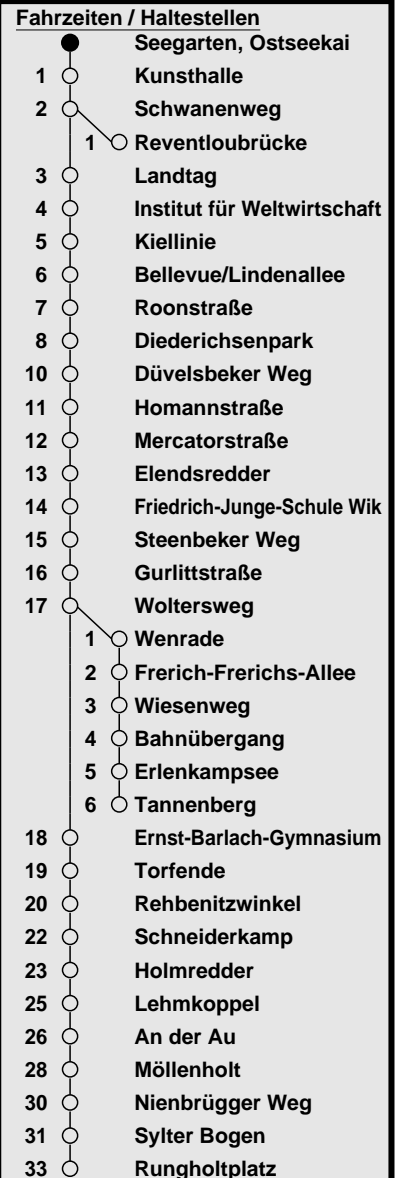 Fahrzeiten / Haltestellen
Seegarten, Ostseekai
1 Kunsthalle
2 Schwanenweg
1 Reventloubrücke
3 Landtag
4 Institut für Weltwirtschaft
5 Kiellinie
6 Bellevue/Lindenallee
7 Roonstraße
8 Diederichsenpark
10 Düvelsbeker Weg
11 Homannstraße
12 Mercatorstraße
13 Elendsredder
14 Friedrich-Junge-Schule Wik
15 Steenbeker Weg
16 Gurlittstraße
17 Woltersweg
1 Wenrade
2 Frerich-Frerichs-Allee
3 Wiesenweg
4 Bahnübergang
5 Erlenkampsee
6 Tannenberg
18 Ernst-Barlach-Gymnasium
19 Torfende
20 Rehbenitzwinkel
22 Schneiderkamp
23 Holmredder
25 Lehmkoppel
26 An der Au
28 Möllenholt
30 Nienbrügger Weg
31 Sylter Bogen
33 Rungholtplatz